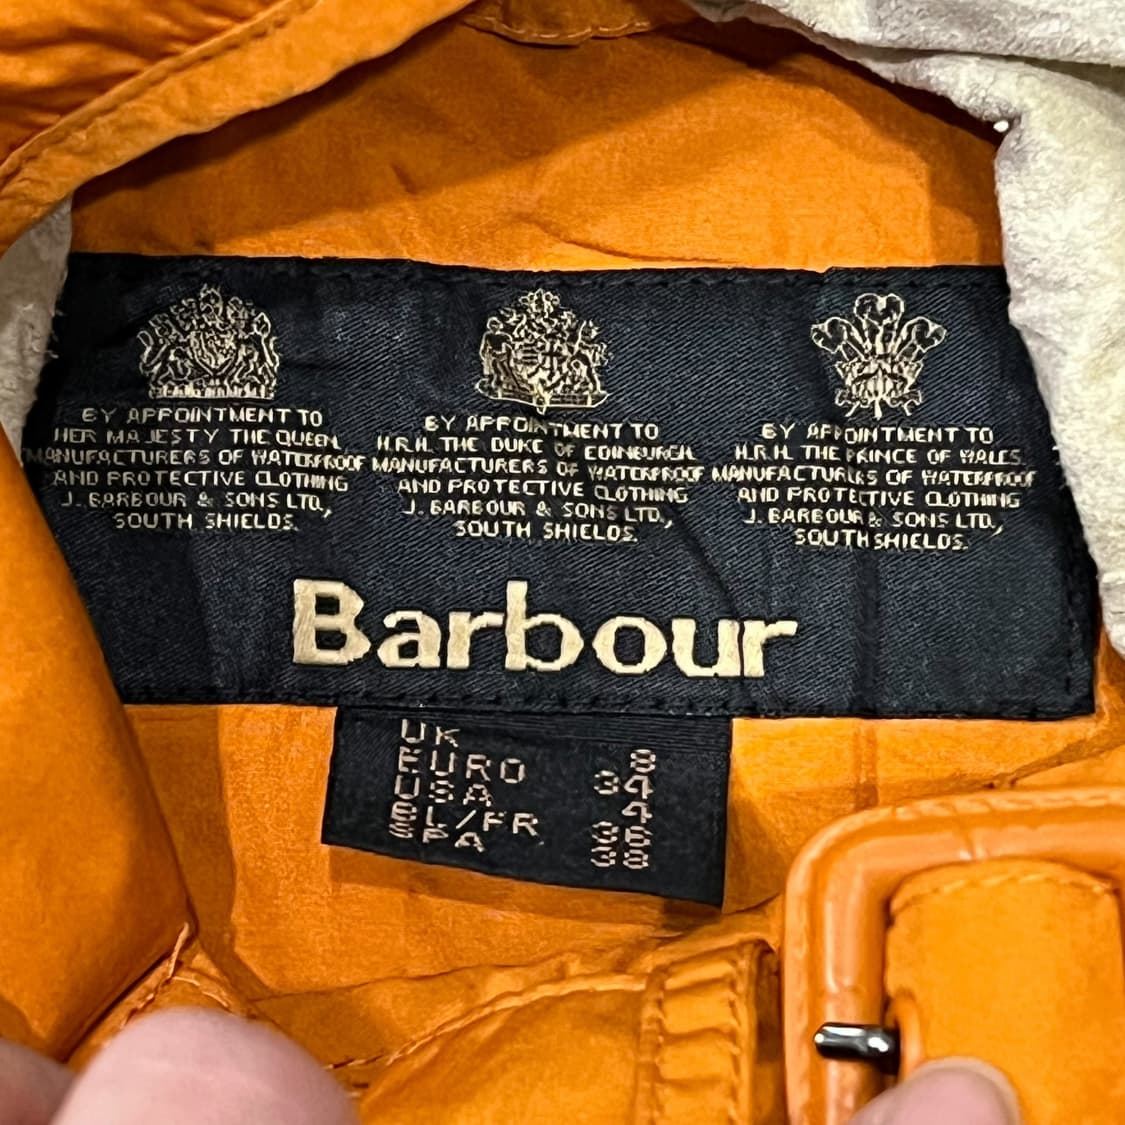 BY APPOINTMENT TO
HER MAJESTY THE QUEEN
MANUFACTURERS OF WATERPROOF
AND PROTECTIVE CLOTHING
J. BARBOUR & SONS LTD.,
SOUTH SHIELDS.
BY APPOINTMENT TO
H.R.H. THE DUKE OF EDINBURGH
MANUFACTURERS OF WATERPROOF
AND PROTECTIVE CLOTHING
J. BARBOUR & SONS LTD.,
SOUTH SHIELDS.
BY APPOINTMENT TO
H.R.H. THE PRINCE OF WALES
MANUFACTURERS OF WATERPROOF
AND PROTECTIVE CLOTHING
J. BARBOUR & SONS LTD.,
SOUTH SHIELDS.
Barbour
UK 8
EURO 34
USA 4
BL/FR 36
SPA 38